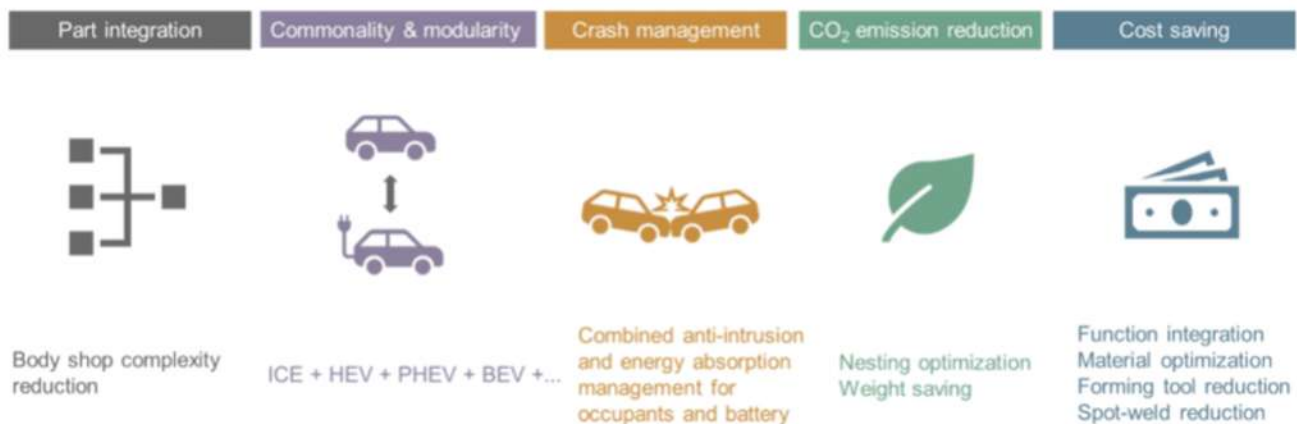 Part integration
Commonality & modularity
Crash management
CO₂ emission reduction
Cost saving
Body shop complexity
reduction
ICE + HEV + PHEV + BEV +...
Combined anti-intrusion
and energy absorption
management for
occupants and battery
Nesting optimization
Weight saving
Function integration
Material optimization
Forming tool reduction
Spot-weld reduction